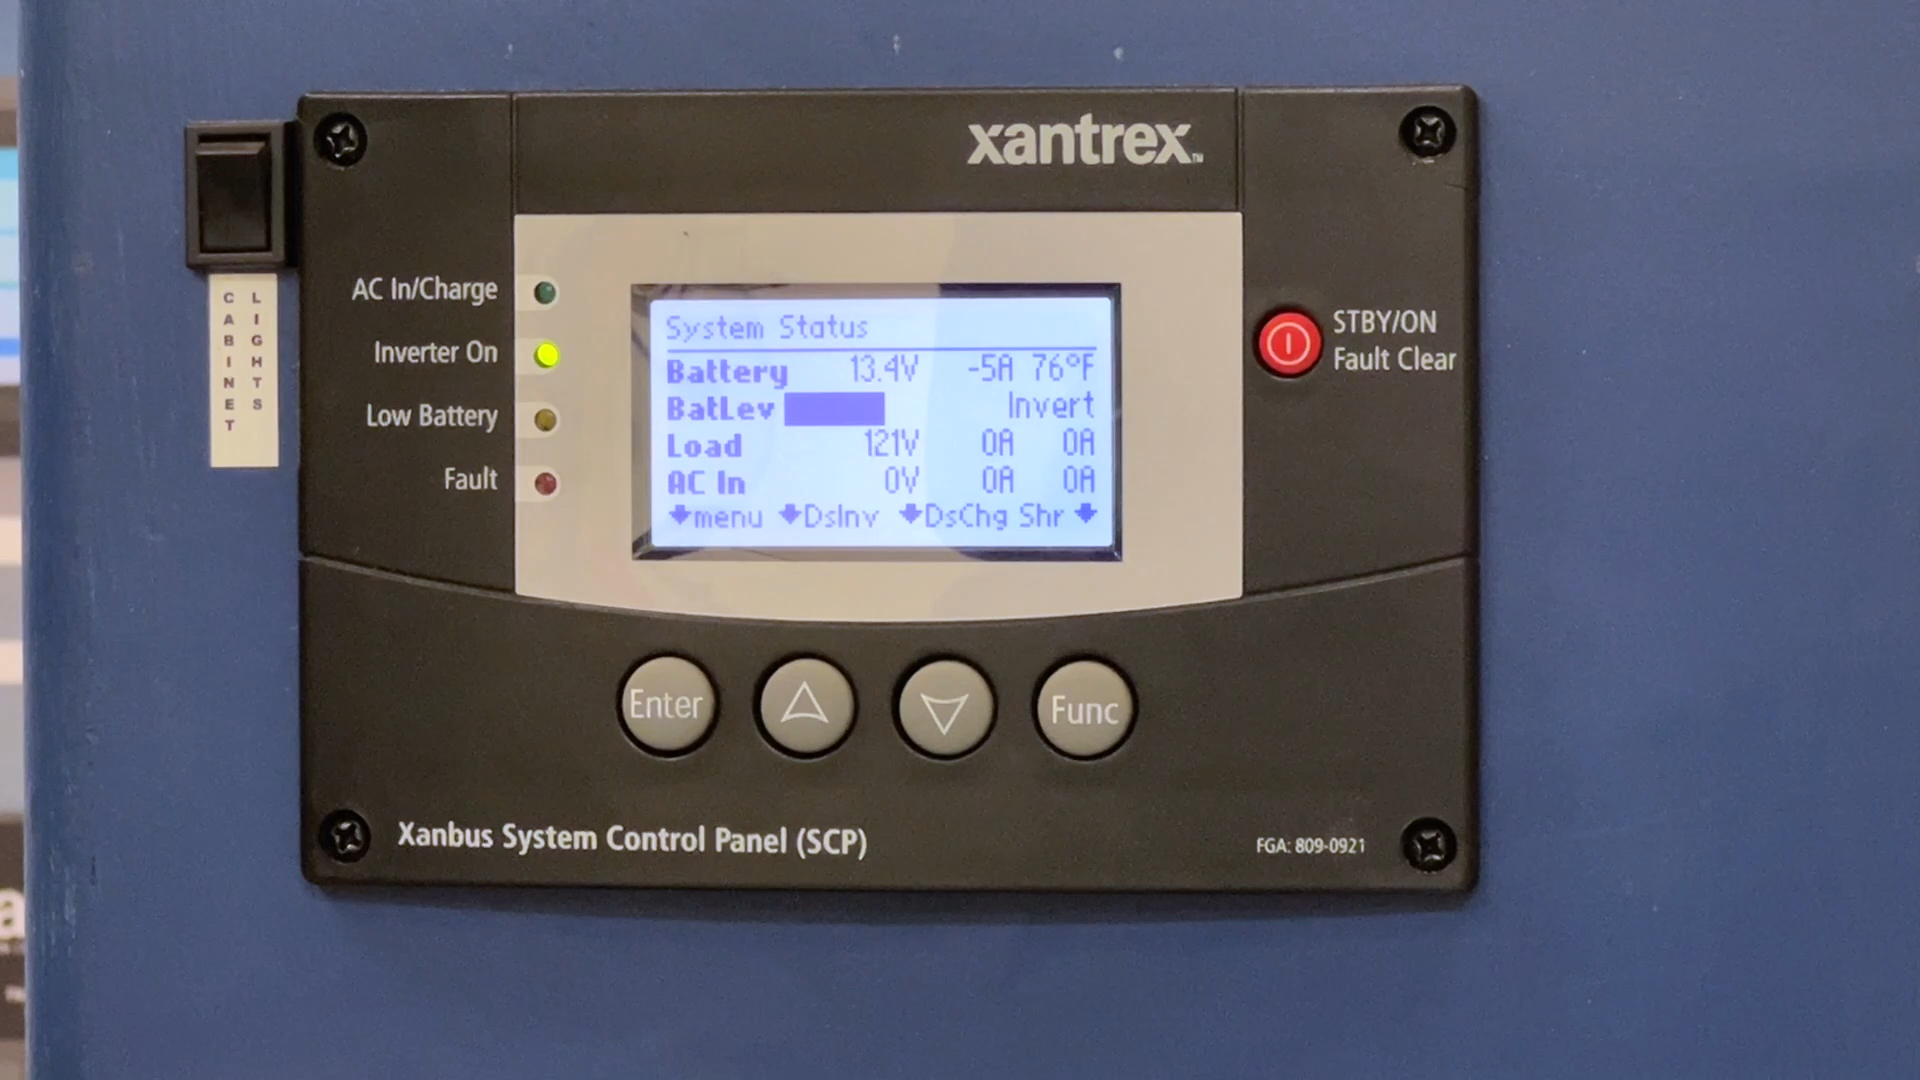 xantrex™
CABINET
LIGHTS
AC In/Charge
Inverter On
Low Battery
Fault
System Status
Battery 13.4V -5A 76°F
BatLev Invert
Load 121V 0A 0A
AC In 0V 0A 0A
menu DsInv DsChg Shr
STBY/ON
Fault Clear
Enter Func
Xanbus System Control Panel (SCP)
FGA: 809-0921